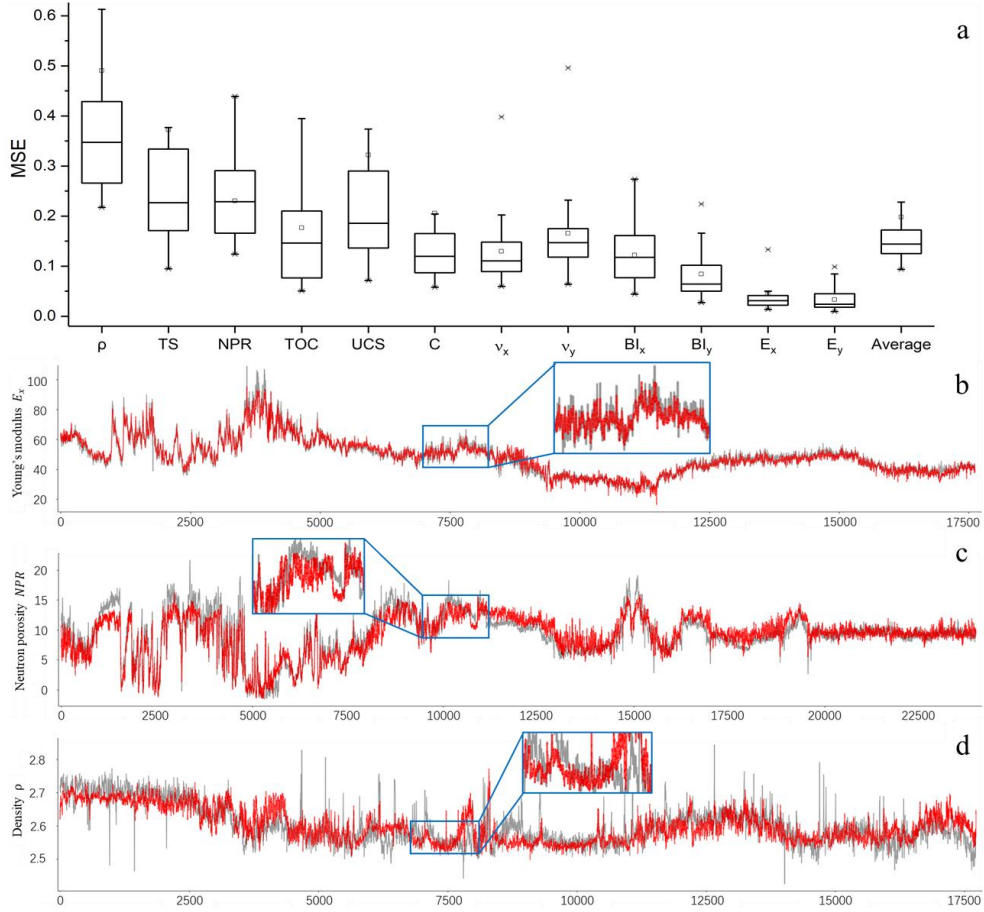 a
MSE
0.6
0.5
0.4
0.3
0.2
0.1
0.0
ρ TS NPR TOC UCS C νx νy BIx BIy Ex Ey Average
b
Young's modulus Ex
100
80
60
40
20
0 2500 5000 7500 10000 12500 15000 17500
c
Neutron porosity NPR
20
15
10
5
0
0 2500 5000 7500 10000 12500 15000 17500 20000 22500
d
Density ρ
2.8
2.7
2.6
2.5
0 2500 5000 7500 10000 12500 15000 17500